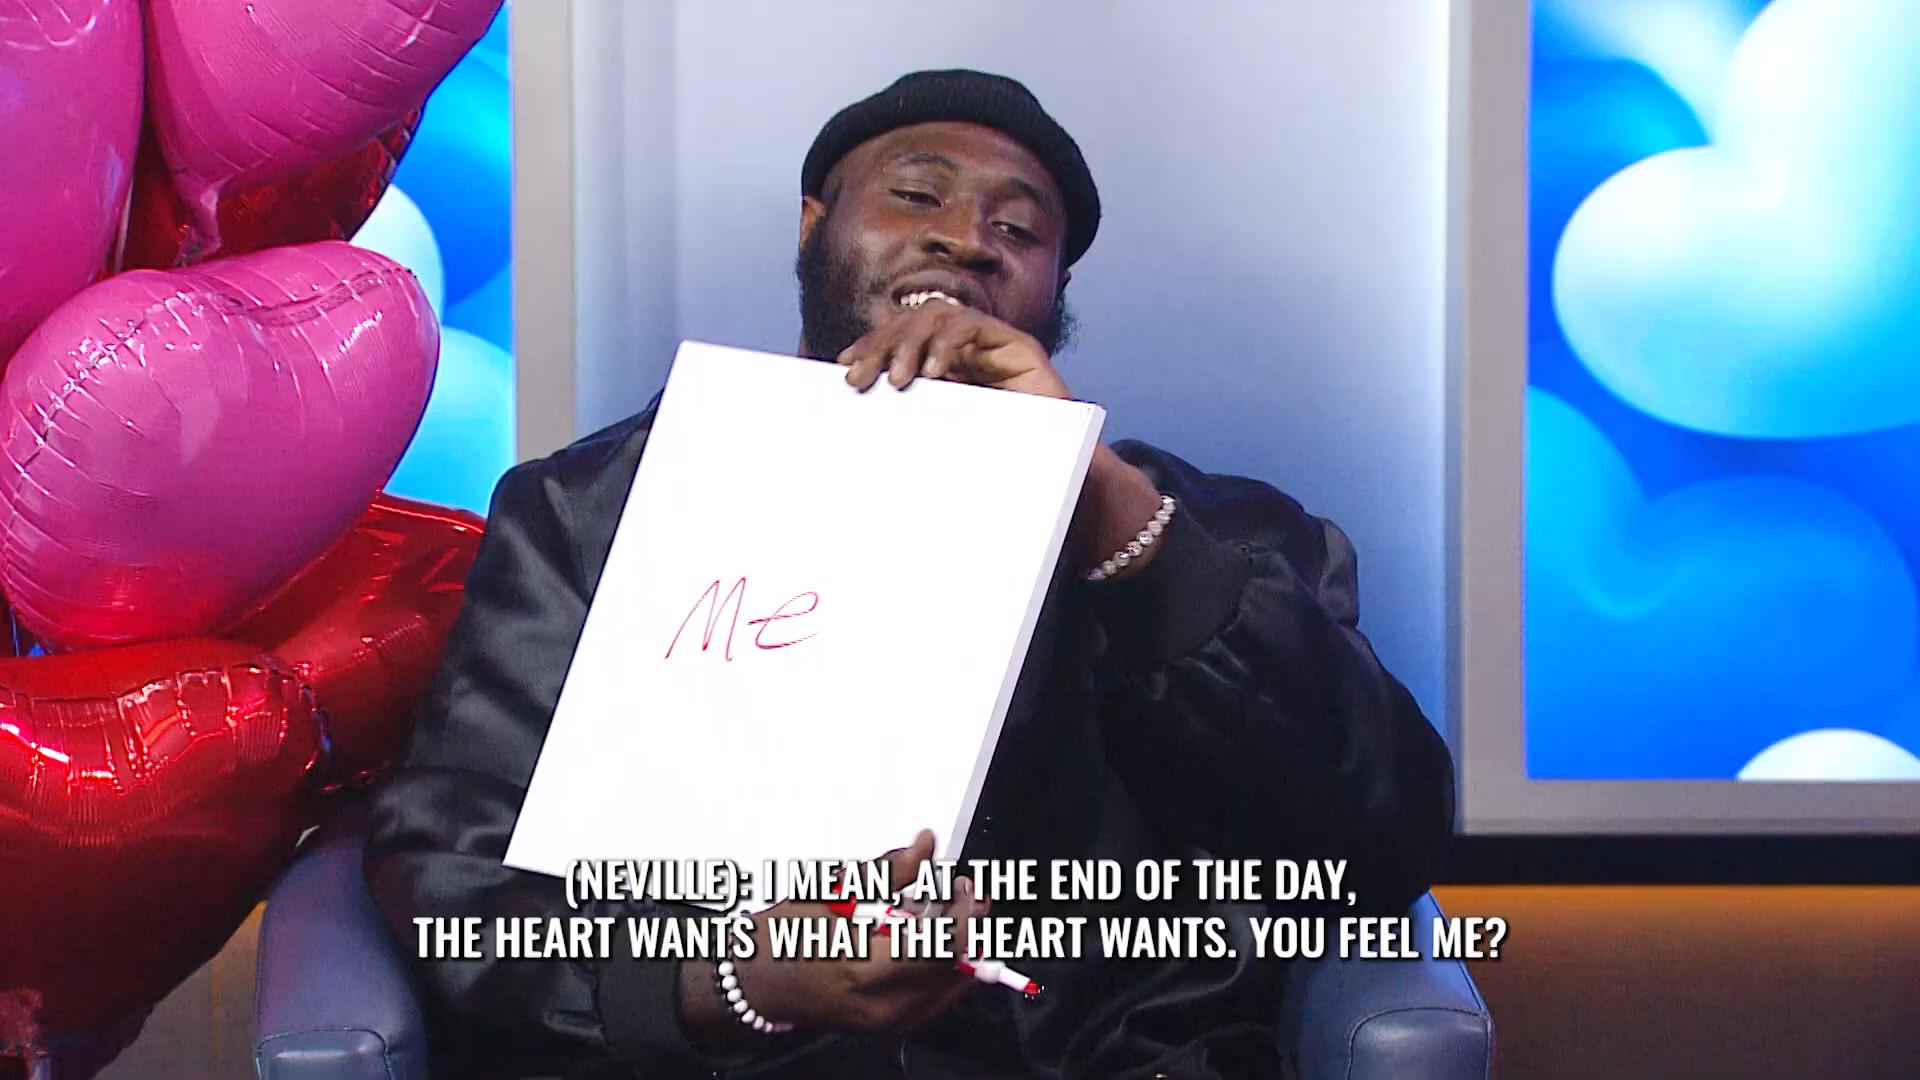 Me
(NEVILLE): I MEAN, AT THE END OF THE DAY,
THE HEART WANTS WHAT THE HEART WANTS. YOU FEEL ME?